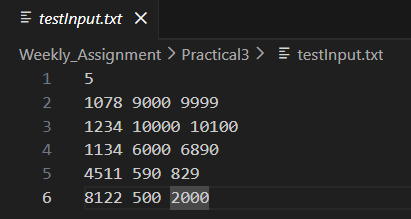 testInput.txt ×
Weekly_Assignment > Practical3 > testInput.txt
1 5
2 1078 9000 9999
3 1234 10000 10100
4 1134 6000 6890
5 4511 590 829
6 8122 500 2000